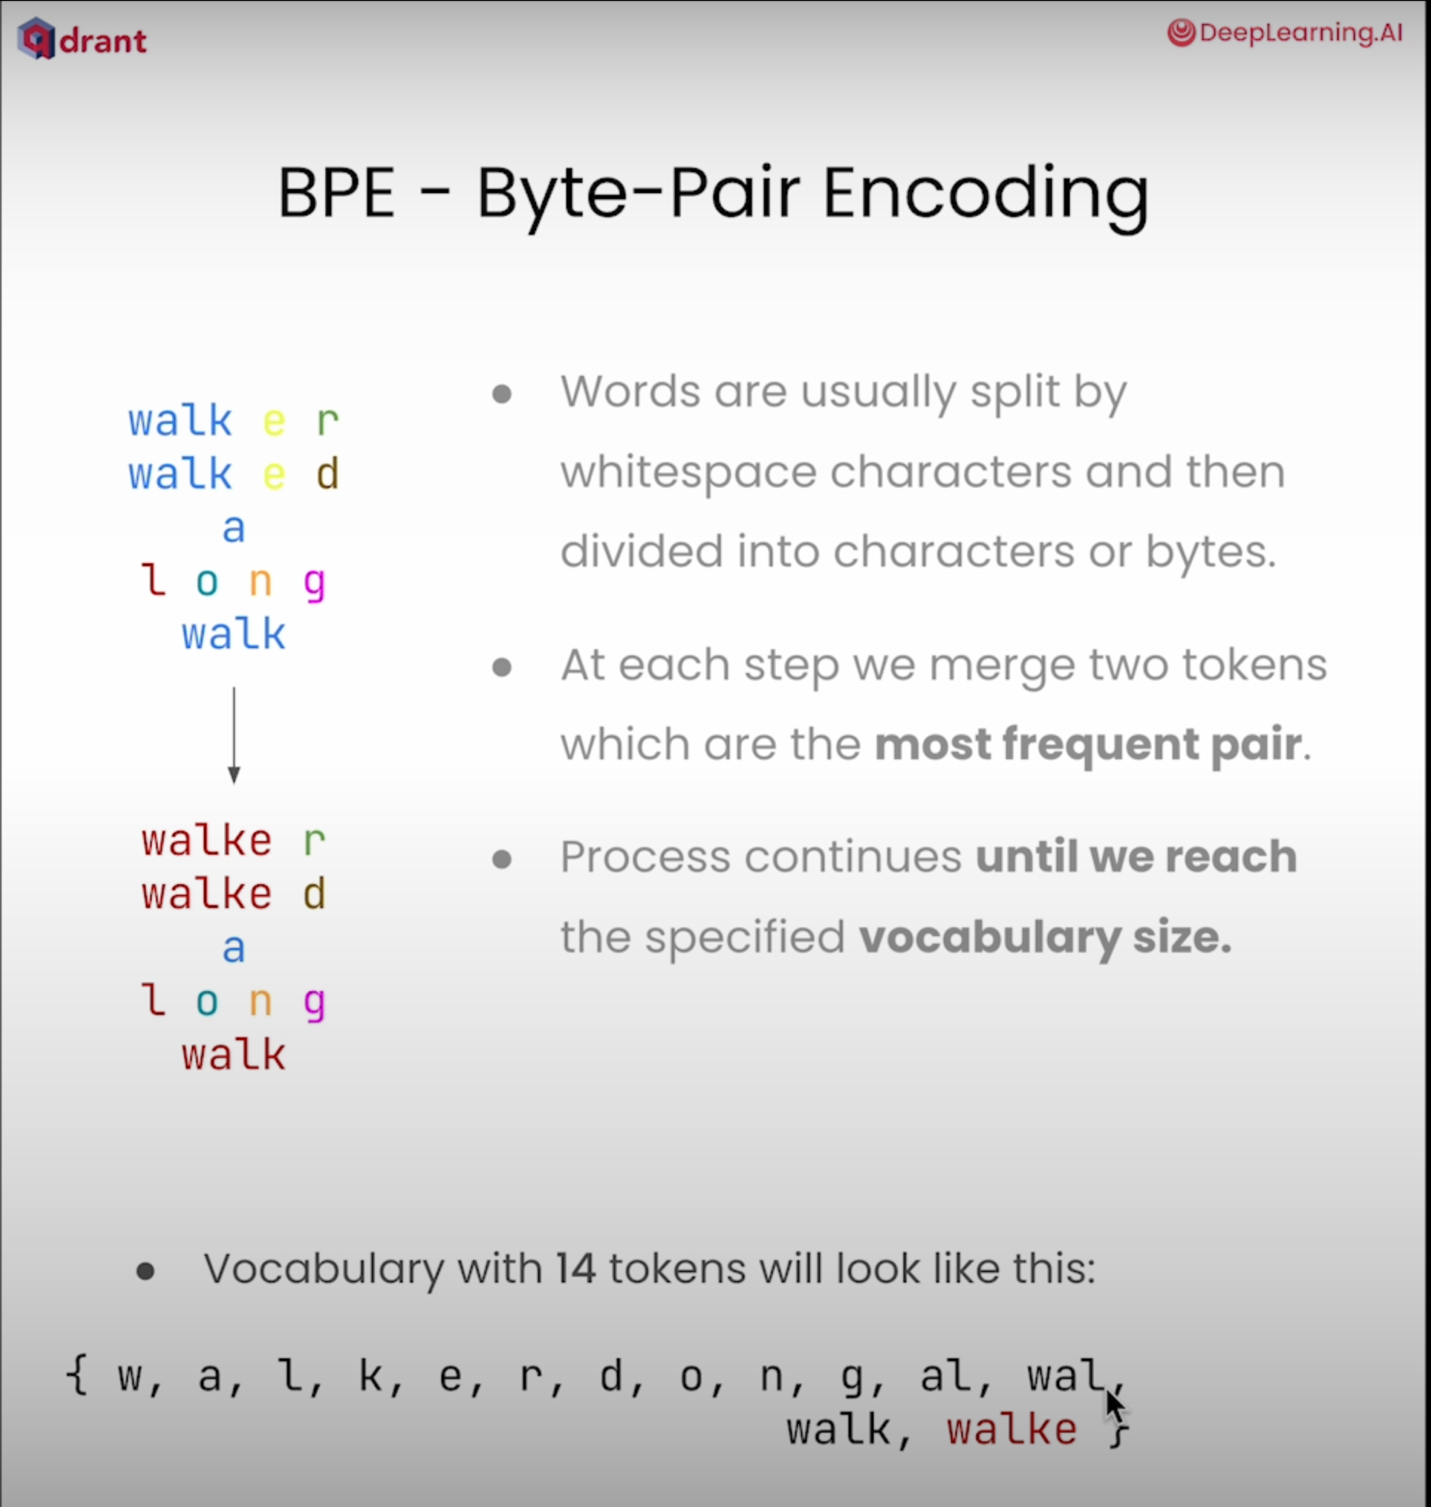 qdrant
DeepLearning.AI
BPE - Byte-Pair Encoding
walk e r
walk e d
a
l o n g
walk
walke r
walke d
a
l o n g
walk
● Words are usually split by
whitespace characters and then
divided into characters or bytes.
● At each step we merge two tokens
which are the most frequent pair.
● Process continues until we reach
the specified vocabulary size.
● Vocabulary with 14 tokens will look like this:
{ w, a, l, k, e, r, d, o, n, g, al, wal,
walk, walke }